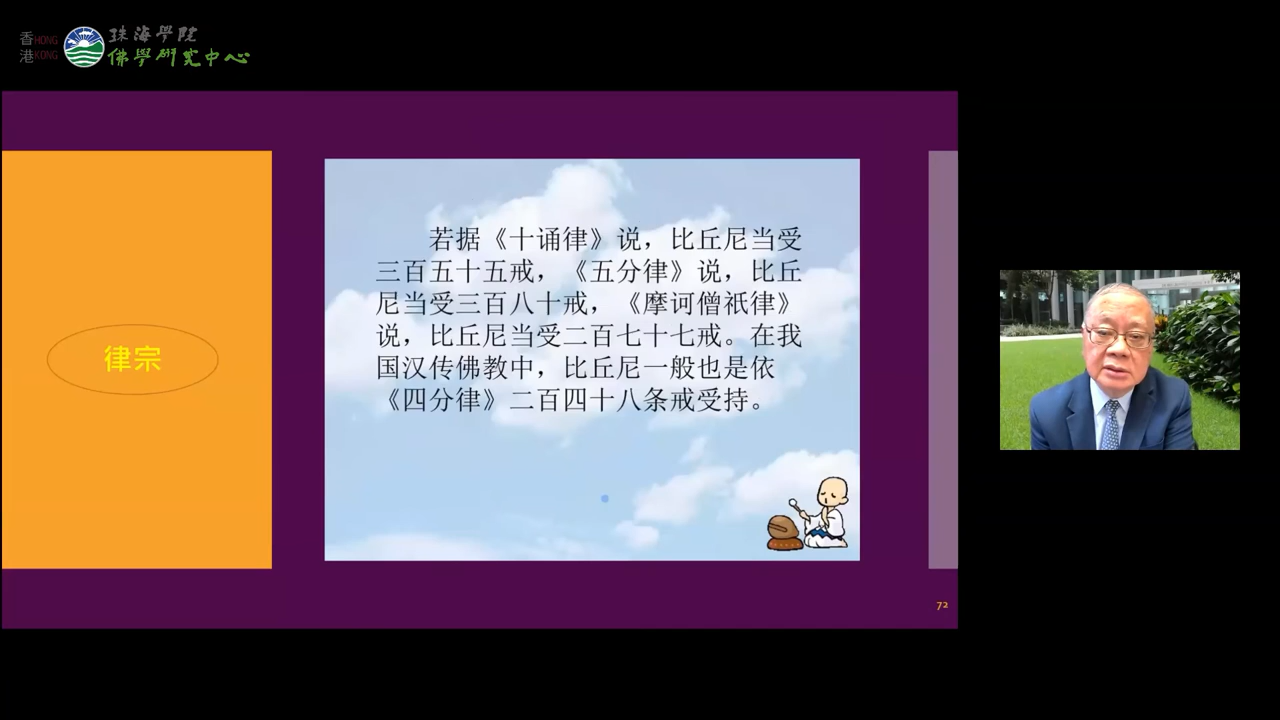 香 HONG
港 KONG
珠海學院
佛學研究中心
律宗
若据《十诵律》说，比丘尼当受
三百五十五戒，《五分律》说，比丘
尼当受三百八十戒，《摩诃僧祇律》
说，比丘尼当受二百七十七戒。在我
国汉传佛教中，比丘尼一般也是依
《四分律》二百四十八条戒受持。
72